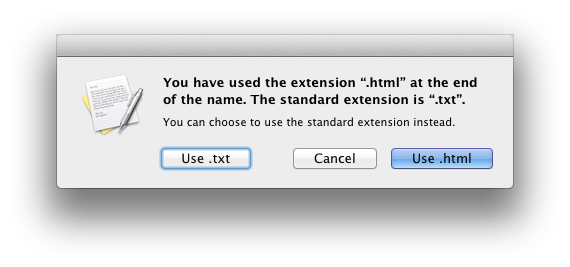 You have used the extension “.html” at the end
of the name. The standard extension is “.txt”.
You can choose to use the standard extension instead.
Use .txt
Cancel
Use .html